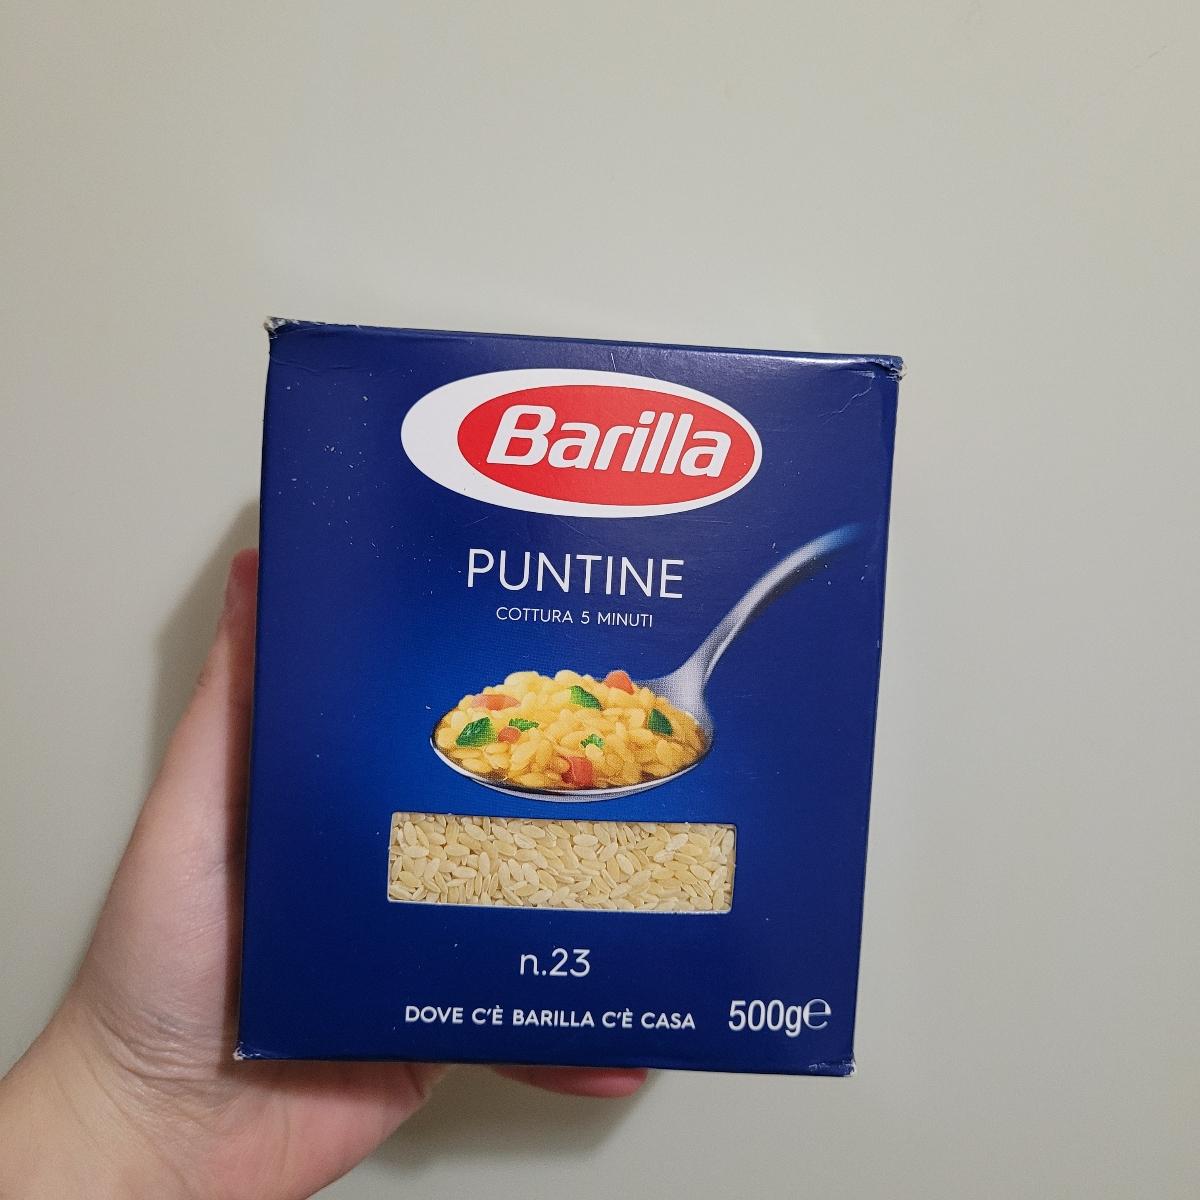 Barilla
PUNTINE
COTTURA 5 MINUTI
n.23
DOVE C'È BARILLA C'È CASA
500g℮